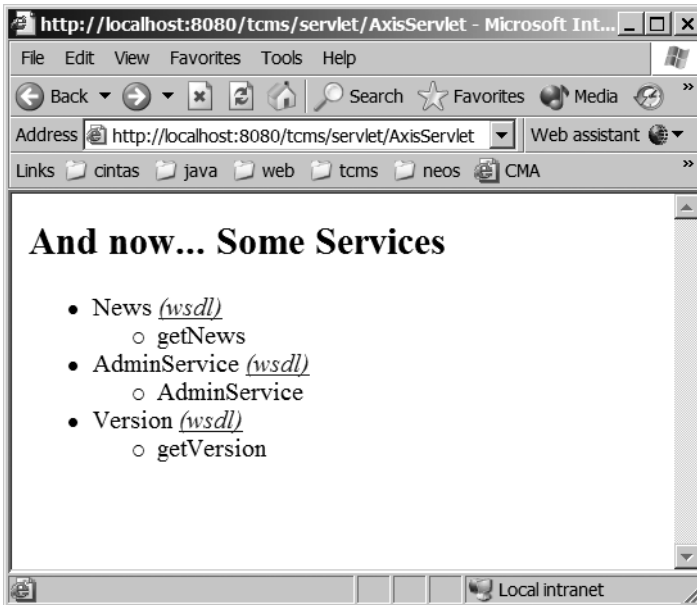 http://localhost:8080/tcms/servlet/AxisServlet - Microsoft Int...
File Edit View Favorites Tools Help
Back Search Favorites Media »
Address http://localhost:8080/tcms/servlet/AxisServlet Web assistant
Links cintas java web tcms neos CMA »
And now... Some Services
• News (wsdl)
○ getNews
• AdminService (wsdl)
○ AdminService
• Version (wsdl)
○ getVersion
Local intranet